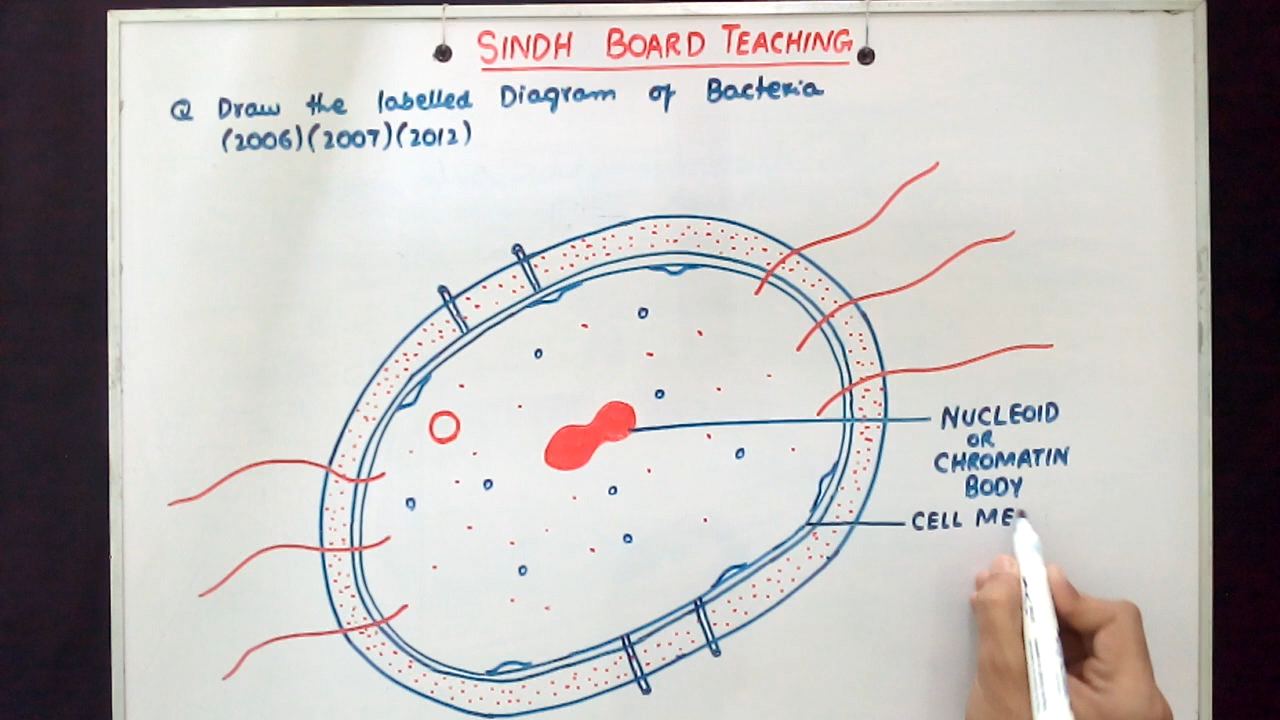 SINDH BOARD TEACHING
Q Draw the labelled Diagram of Bacteria
(2006)(2007)(2012)
NUCLEOID
OR
CHROMATIN
BODY
CELL ME